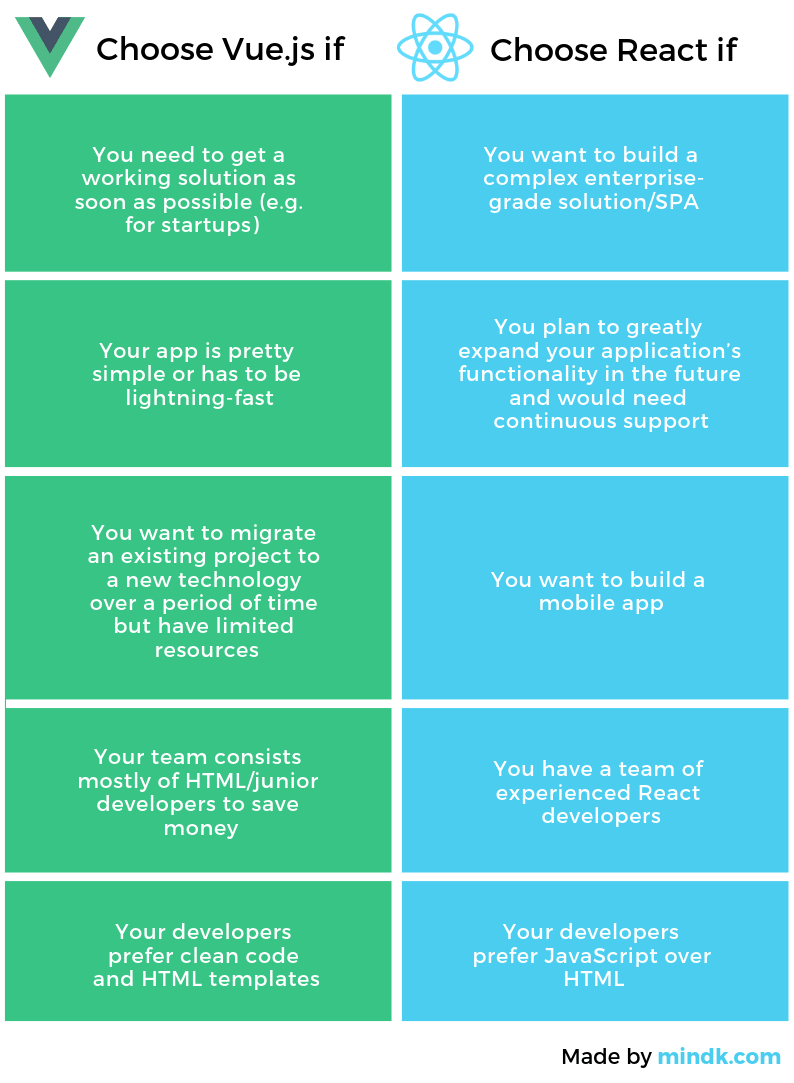 Choose Vue.js if
Choose React if
You need to get a
working solution as
soon as possible (e.g.
for startups)
You want to build a
complex enterprise-
grade solution/SPA
Your app is pretty
simple or has to be
lightning-fast
You plan to greatly
expand your application’s
functionality in the future
and would need
continuous support
You want to migrate
an existing project to
a new technology
over a period of time
but have limited
resources
You want to build a
mobile app
Your team consists
mostly of HTML/junior
developers to save
money
You have a team of
experienced React
developers
Your developers
prefer clean code
and HTML templates
Your developers
prefer JavaScript over
HTML
Made by mindk.com